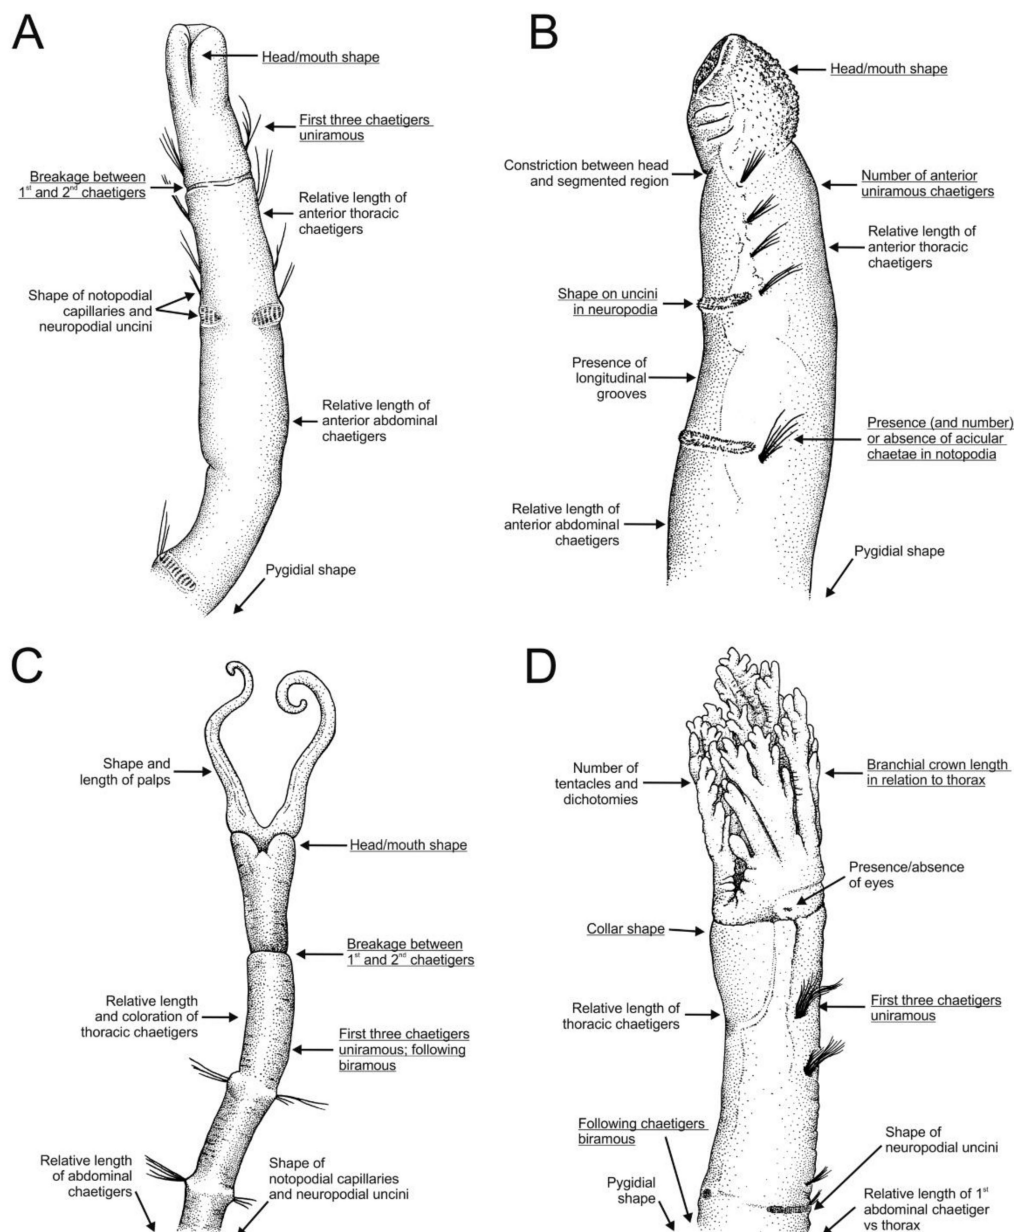 A
Head/mouth shape
First three chaetigers
uniramous
Breakage between
1st and 2nd chaetigers
Relative length of
anterior thoracic
chaetigers
Shape of notopodial
capillaries and
neuropodial uncini
Relative length of
anterior abdominal
chaetigers
Pygidial shape
B
Head/mouth shape
Constriction between head
and segmented region
Number of anterior
uniramous chaetigers
Relative length of
anterior thoracic
chaetigers
Shape on uncini
in neuropodia
Presence of
longitudinal
grooves
Presence (and number)
or absence of acicular
chaetae in notopodia
Relative length of
anterior abdominal
chaetigers
Pygidial shape
C
Shape and
length of palps
Head/mouth shape
Breakage between
1st and 2nd chaetigers
Relative length
and coloration of
thoracic chaetigers
First three chaetigers
uniramous; following
biramous
Relative length
of abdominal
chaetigers
Shape of
notopodial capillaries
and neuropodial uncini
D
Number of
tentacles and
dichotomies
Branchial crown length
in relation to thorax
Presence/absence
of eyes
Collar shape
Relative length of
thoracic chaetigers
First three chaetigers
uniramous
Following chaetigers
biramous
Shape of
neuropodial uncini
Pygidial
shape
Relative length of 1st
abdominal chaetiger
vs thorax